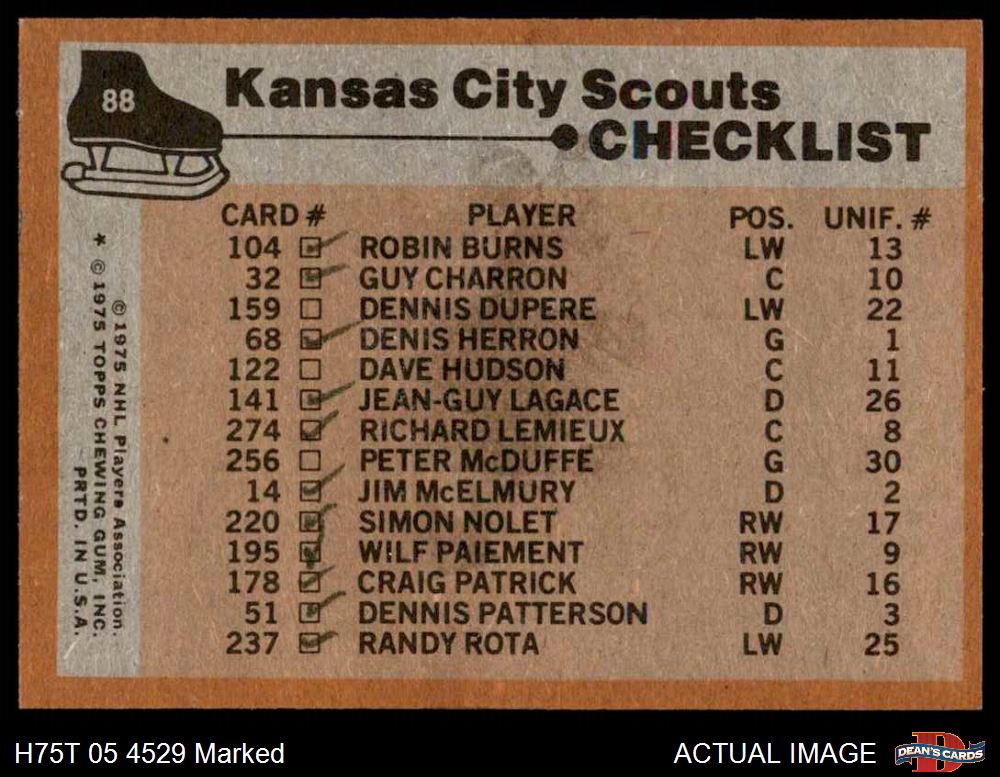 88
Kansas City Scouts
CHECKLIST
CARD # PLAYER POS. UNIF. #
104 ROBIN BURNS LW 13
32 GUY CHARRON C 10
159 DENNIS DUPERE LW 22
68 DENIS HERRON G 1
122 DAVE HUDSON C 11
141 JEAN-GUY LAGACE D 26
274 RICHARD LEMIEUX C 8
256 PETER McDUFFE G 30
14 JIM McELMURY D 2
220 SIMON NOLET RW 17
195 WILF PAIEMENT RW 9
178 CRAIG PATRICK RW 16
51 DENNIS PATTERSON D 3
237 RANDY ROTA LW 25
© 1975 NHL Players Association.
* © 1975 TOPPS CHEWING GUM, INC.
PRTD. IN U.S.A.
H75T 05 4529 Marked
ACTUAL IMAGE
DEAN'S CARDS